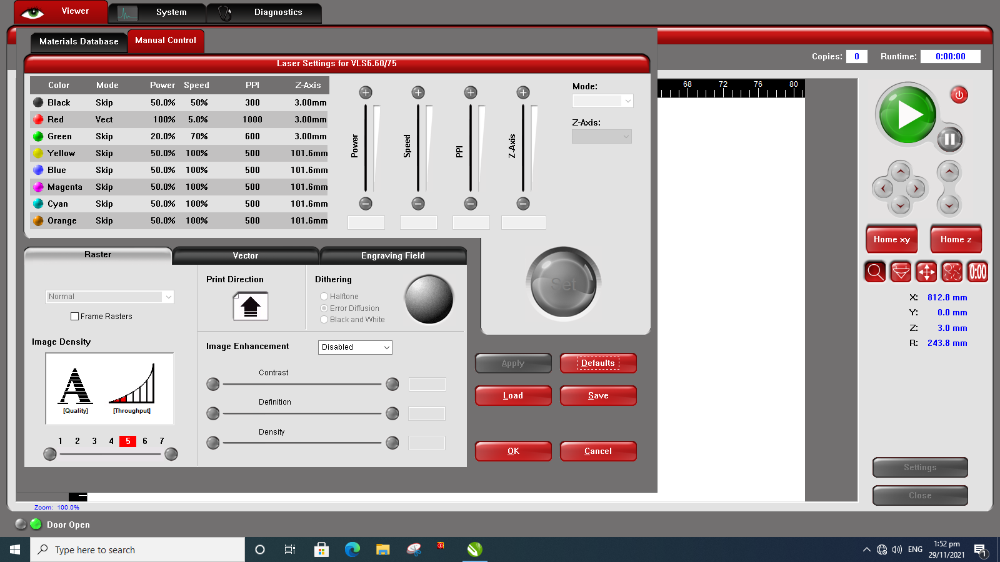 Viewer System Diagnostics
Materials Database Manual Control
Laser Settings for VLS6.60/75
Copies: 0 Runtime: 0:00:00
Color Mode Power Speed PPI Z-Axis
Black Skip 50.0% 50% 300 3.00mm
Red Vect 100% 5.0% 1000 3.00mm
Green Skip 20.0% 70% 600 3.00mm
Yellow Skip 50.0% 100% 500 101.6mm
Blue Skip 50.0% 100% 500 101.6mm
Magenta Skip 50.0% 100% 500 101.6mm
Cyan Skip 50.0% 100% 500 101.6mm
Orange Skip 50.0% 100% 500 101.6mm
Power
Speed
PPI
Z-Axis
Mode:
Z-Axis:
Set
68 72 76 80
Home xy Home z
0:00
X: 812.8 mm
Y: 0.0 mm
Z: 3.0 mm
R: 243.8 mm
Raster Vector Engraving Field
Normal
Frame Rasters
Image Density
A
[Quality] [Throughput]
1 2 3 4 5 6 7
Print Direction
Dithering
Halftone
Error Diffusion
Black and White
Image Enhancement Disabled
Contrast
Definition
Density
Apply Defaults
Load Save
OK Cancel
Settings
Close
Zoom: 100.0%
Door Open
Type here to search
ENG
1:52 pm
29/11/2021
1